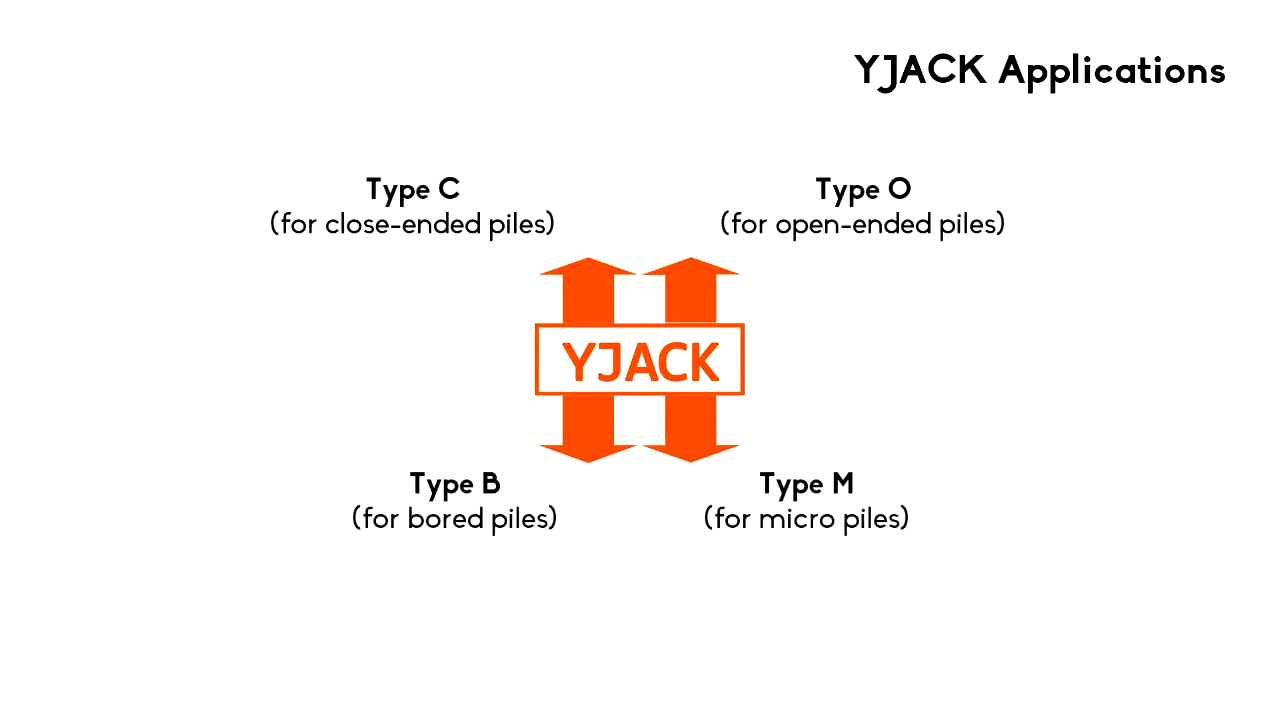 YJACK Applications
Type C
(for close-ended piles)
Type O
(for open-ended piles)
YJACK
Type B
(for bored piles)
Type M
(for micro piles)